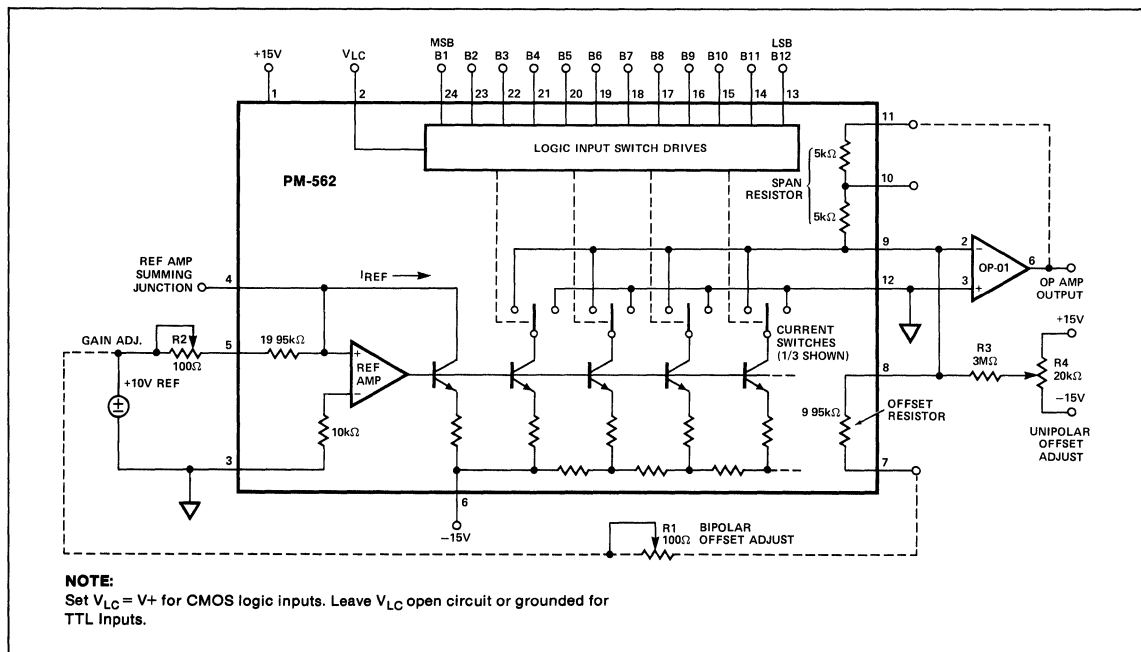 MSB LSB
+15V VLC B1 B2 B3 B4 B5 B6 B7 B8 B9 B10 B11 B12
1 2 24 23 22 21 20 19 18 17 16 15 14 13
LOGIC INPUT SWITCH DRIVES
PM-562
11
5kΩ
SPAN
RESISTOR
10
5kΩ
9
2
−
OP-01
6
3
+
12
OP AMP
OUTPUT
REF AMP
SUMMING
JUNCTION
4
IREF
CURRENT
SWITCHES
(1/3 SHOWN)
GAIN ADJ.
R2
100Ω
5
19 95kΩ
+
REF
AMP
−
10kΩ
+10V REF
±
3
+15V
R3
3MΩ
R4
20kΩ
−15V
UNIPOLAR
OFFSET
ADJUST
8
OFFSET
RESISTOR
9 95kΩ
7
6
−15V
R1
100Ω
BIPOLAR
OFFSET ADJUST
NOTE:
Set VLC = V+ for CMOS logic inputs. Leave VLC open circuit or grounded for
TTL Inputs.